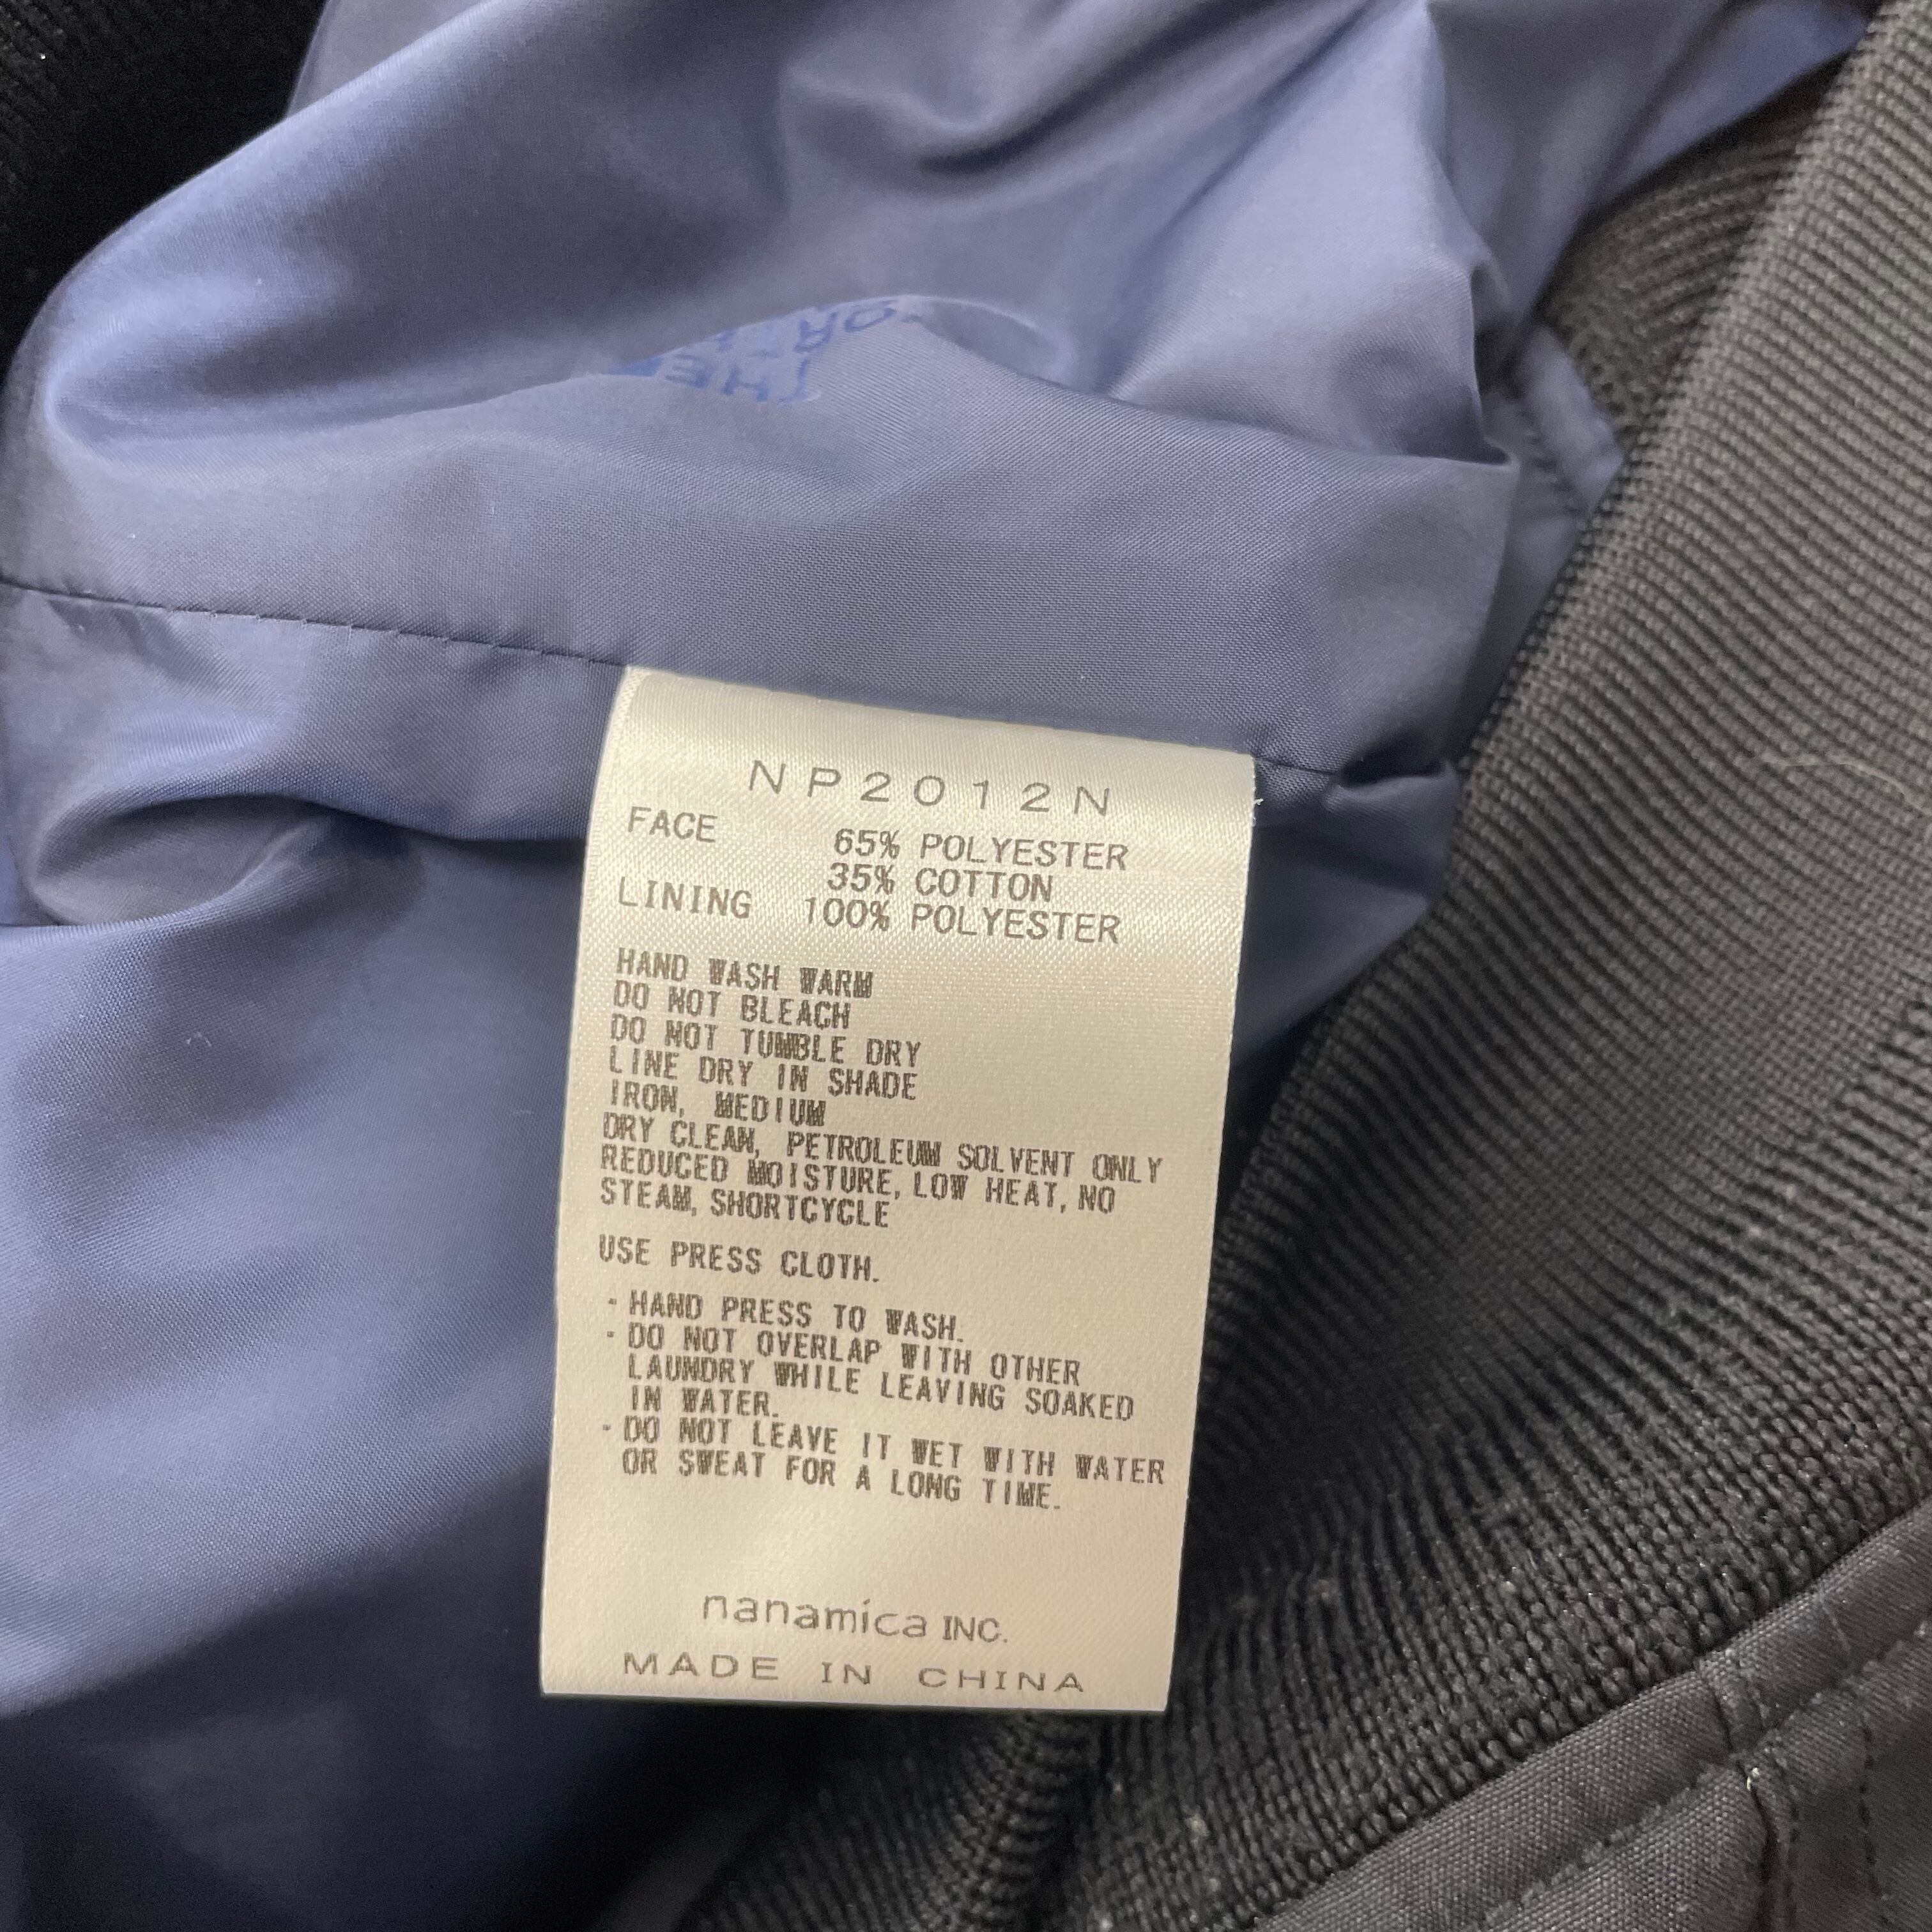 THE
NP2012N
FACE 65% POLYESTER
35% COTTON
LINING 100% POLYESTER
HAND WASH WARM
DO NOT BLEACH
DO NOT TUMBLE DRY
LINE DRY IN SHADE
IRON, MEDIUM
DRY CLEAN, PETROLEUM SOLVENT ONLY
REDUCED MOISTURE, LOW HEAT, NO
STEAM, SHORTCYCLE
USE PRESS CLOTH.
- HAND PRESS TO WASH.
- DO NOT OVERLAP WITH OTHER
LAUNDRY WHILE LEAVING SOAKED
IN WATER.
- DO NOT LEAVE IT WET WITH WATER
OR SWEAT FOR A LONG TIME.
nanamica INC.
MADE IN CHINA